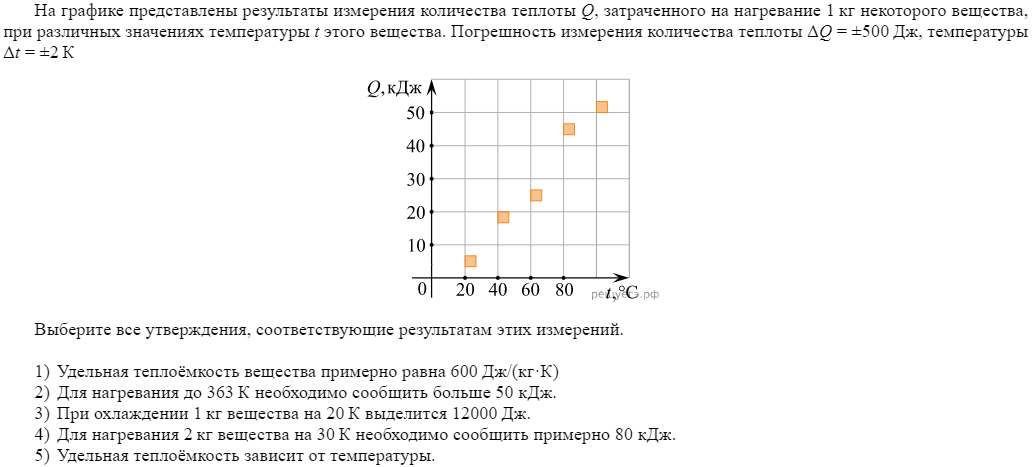 На графике представлены результаты измерения количества теплоты Q, затраченного на нагревание 1 кг некоторого вещества,
при различных значениях температуры t этого вещества. Погрешность измерения количества теплоты ΔQ = ±500 Дж, температуры
Δt = ±2 К
Q, кДж
50
40
30
20
10
0 20 40 60 80 t, °C
решуегэ.рф
Выберите все утверждения, соответствующие результатам этих измерений.
1) Удельная теплоёмкость вещества примерно равна 600 Дж/(кг·К)
2) Для нагревания до 363 К необходимо сообщить больше 50 кДж.
3) При охлаждении 1 кг вещества на 20 К выделится 12000 Дж.
4) Для нагревания 2 кг вещества на 30 К необходимо сообщить примерно 80 кДж.
5) Удельная теплоёмкость зависит от температуры.